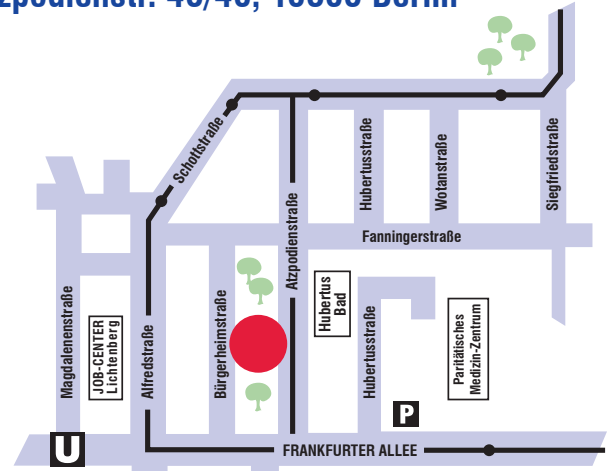 Berlin
Schottstraße
Hubertusstraße
Wotanstraße
Siegfriedstraße
Atzpodienstraße
Fanningerstraße
Magdalenenstraße
JOB-CENTER
Lichtenberg
Alfredstraße
Bürgerheimstraße
Hubertus
Bad
Hubertusstraße
Paritätisches
Medizin-Zentrum
P
U
FRANKFURTER ALLEE